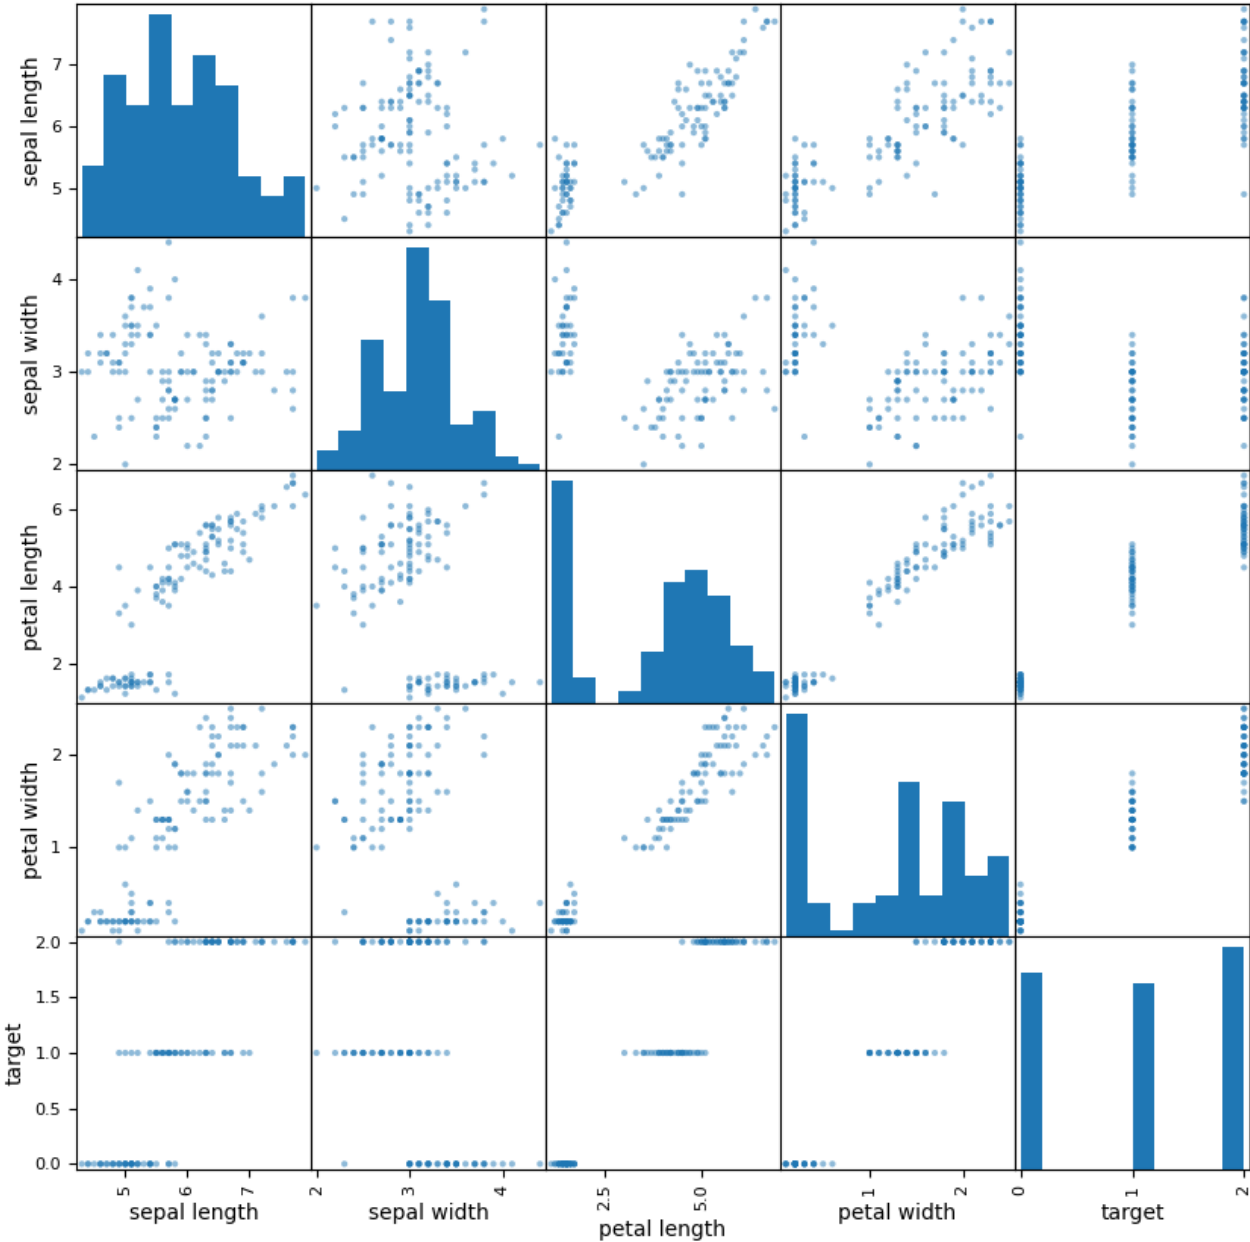 sepal length
7
6
5
sepal width
4
3
2
petal length
6
4
2
petal width
2
1
target
2.0
1.5
1.0
0.5
0.0
5 6 7
2 3 4
2.5 5.0
1 2
0 1 2
sepal length
sepal width
petal length
petal width
target